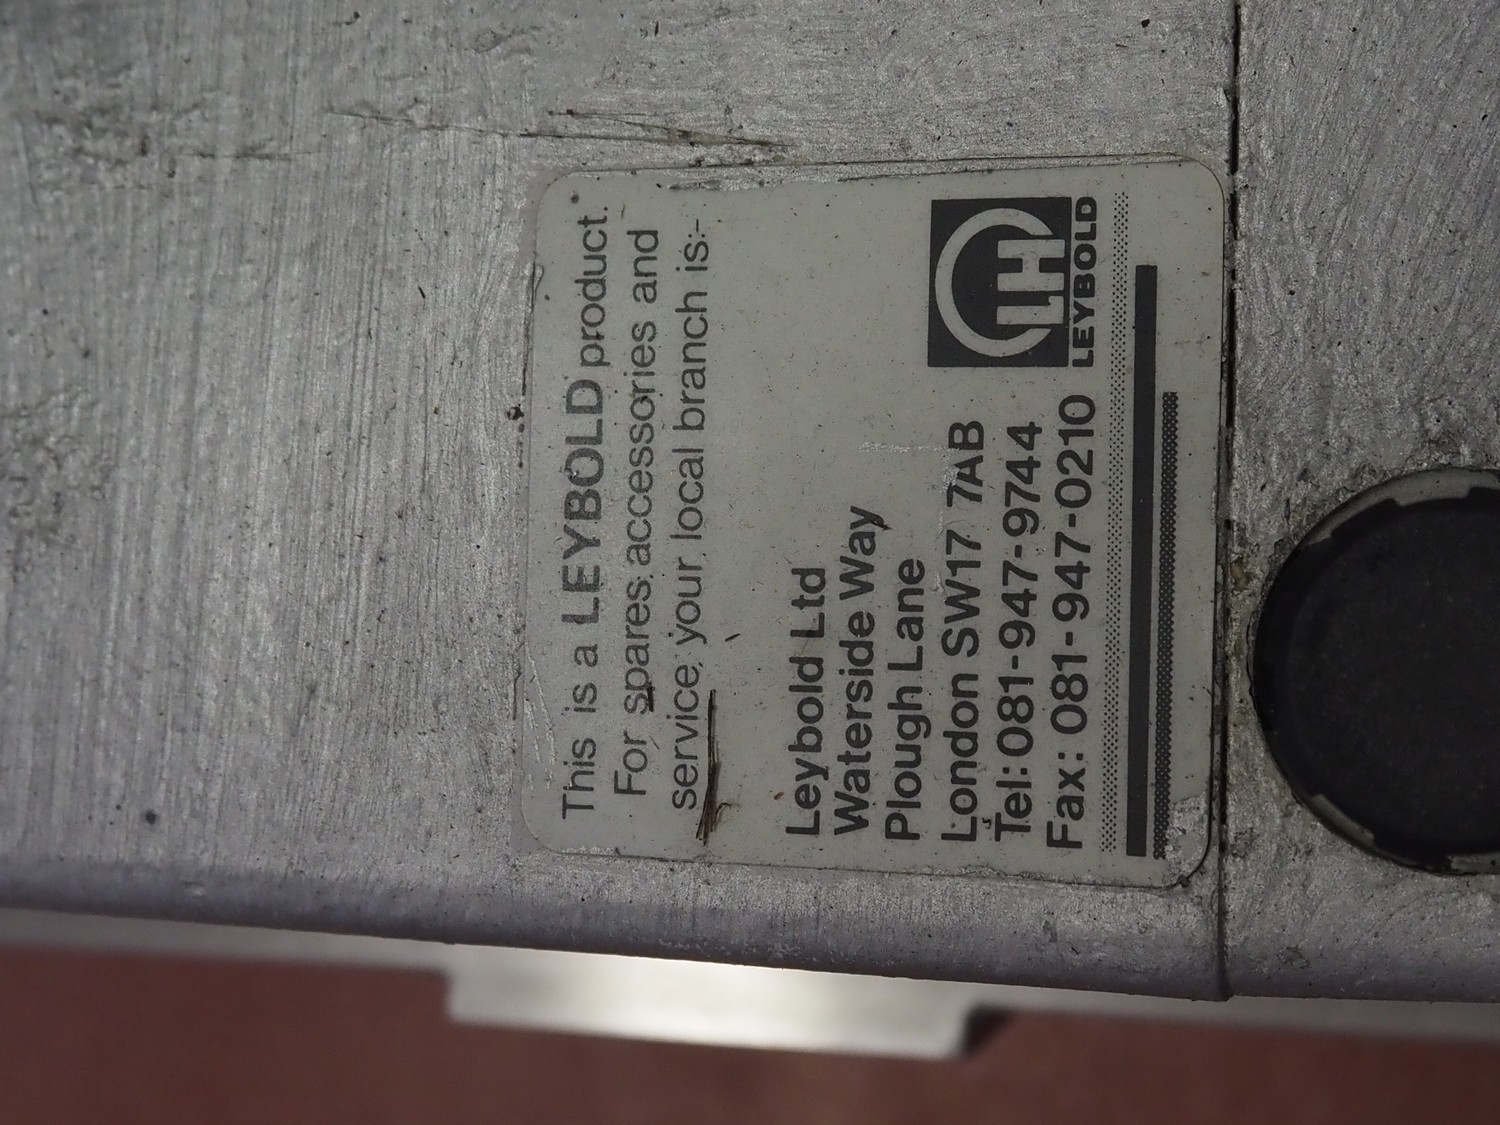 This is a LEYBOLD product.
For spares accessories and
service your local branch is:-
Leybold Ltd
Waterside Way
Plough Lane
London SW17 7AB
Tel: 081-947-9744
Fax: 081-947-0210
LH
LEYBOLD